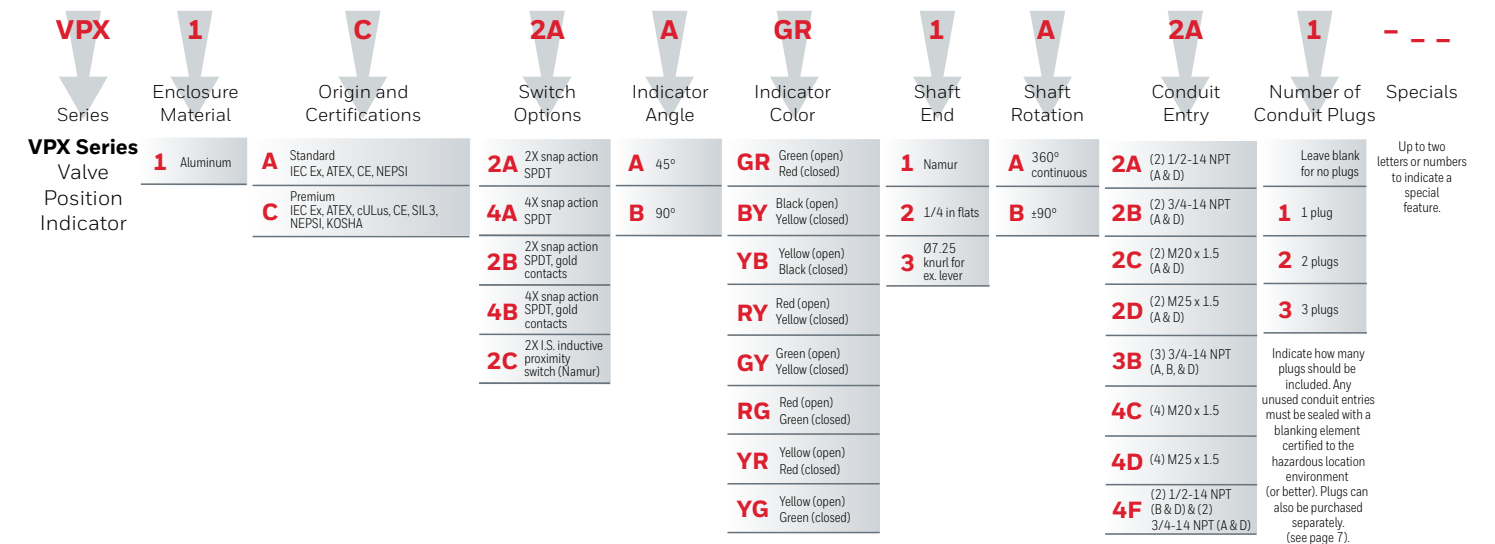 VPX 1 C 2A A GR 1 A 2A 1 – _ _
Series
Enclosure
Material
Origin and
Certifications
Switch
Options
Indicator
Angle
Indicator
Color
Shaft
End
Shaft
Rotation
Conduit
Entry
Number of
Conduit Plugs
Specials
VPX Series
Valve
Position
Indicator
1 Aluminum
A Standard
IEC Ex, ATEX, CE, NEPSI
C Premium
IEC Ex, ATEX, cULus, CE, SIL3,
NEPSI, KOSHA
2A 2X snap action
SPDT
4A 4X snap action
SPDT
2B 2X snap action
SPDT, gold
contacts
4B 4X snap action
SPDT, gold
contacts
2C 2X I.S. inductive
proximity
switch (Namur)
A 45º
B 90º
GR Green (open)
Red (closed)
BY Black (open)
Yellow (closed)
YB Yellow (open)
Black (closed)
RY Red (open)
Yellow (closed)
GY Green (open)
Yellow (closed)
RG Red (open)
Green (closed)
YR Yellow (open)
Red (closed)
YG Yellow (open)
Green (closed)
1 Namur
2 1/4 in flats
3 Ø7.25
knurl for
ex. lever
A 360º
continuous
B ±90º
2A (2) 1/2-14 NPT
(A & D)
2B (2) 3/4-14 NPT
(A & D)
2C (2) M20 x 1.5
(A & D)
2D (2) M25 x 1.5
(A & D)
3B (3) 3/4-14 NPT
(A, B, & D)
4C (4) M20 x 1.5
4D (4) M25 x 1.5
4F (2) 1/2-14 NPT
(B & D) & (2)
3/4-14 NPT (A & D)
Leave blank
for no plugs
1 1 plug
2 2 plugs
3 3 plugs
Indicate how many
plugs should be
included. Any
unused conduit entries
must be sealed with a
blanking element
certified to the
hazardous location
environment
(or better). Plugs can
also be purchased
separately.
(see page 7).
Up to two
letters or numbers
to indicate a
special
feature.